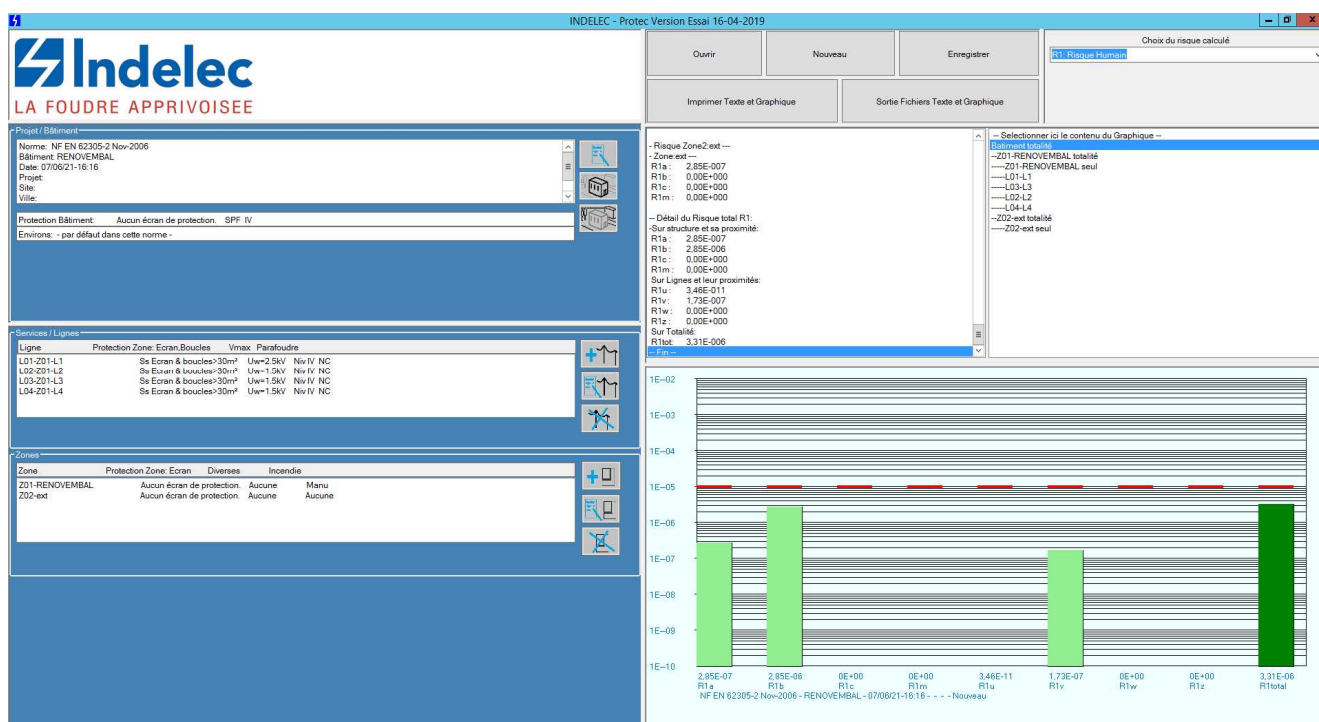 INDELEC - Protec Version Essai 16-04-2019
Indelec
LA FOUDRE APPRIVOISEE
Ouvrir
Nouveau
Enregistrer
Imprimer Texte et Graphique
Sortie Fichiers Texte et Graphique
Choix du risque calculé
R1: Risque Humain
Projet / Bâtiment
Norme: NF EN 62305-2 Nov-2006
Bâtiment: RENOVEMBAL
Date: 07/06/21-16:16
Projet:
Site:
Ville:
Protection Bâtiment: Aucun écran de protection. SPF IV
Environs: - par défaut dans cette norme -
Services / Lignes
Ligne Protection Zone: Ecran,Boucles Vmax Parafoudre
L01-Z01-L1 Ss Ecran & boucles>30m² Uw=2.5kV Niv IV NC
L02-Z01-L2 Ss Ecran & boucles>30m² Uw=1.5kV Niv IV NC
L03-Z01-L3 Ss Ecran & boucles>30m² Uw=1.5kV Niv IV NC
L04-Z01-L4 Ss Ecran & boucles>30m² Uw=1.5kV Niv IV NC
Zones
Zone Protection Zone: Ecran Diverses Incendie
Z01-RENOVEMBAL Aucun écran de protection. Aucune Manu
Z02-ext Aucun écran de protection. Aucune Aucune
- Risque Zone2:ext ---
- Zone:ext ---
R1a : 2,85E-007
R1b : 0,00E+000
R1c : 0,00E+000
R1m : 0,00E+000
-- Détail du Risque total R1:
-Sur structure et sa proximité:
R1a : 2,85E-007
R1b : 2,85E-006
R1c : 0,00E+000
R1m : 0,00E+000
Sur Lignes et leur proximités:
R1u : 3,46E-011
R1v : 1,73E-007
R1w : 0,00E+000
R1z : 0,00E+000
Sur Totalité:
R1tot: 3,31E-006
-- Fin --
-- Selectionner ici le contenu du Graphique --
Batiment totalité
--Z01-RENOVEMBAL totalité
-----Z01-RENOVEMBAL seul
-----L01-L1
-----L03-L3
-----L02-L2
-----L04-L4
--Z02-ext totalité
-----Z02-ext seul
1E-02
1E-03
1E-04
1E-05
1E-06
1E-07
1E-08
1E-09
1E-10
2,85E-07 2,85E-06 0E+00 0E+00 3,46E-11 1,73E-07 0E+00 0E+00 3,31E-06
R1a R1b R1c R1m R1u R1v R1w R1z R1total
NF EN 62305-2 Nov-2006 - RENOVEMBAL - 07/06/21-16:16 - - - - Nouveau